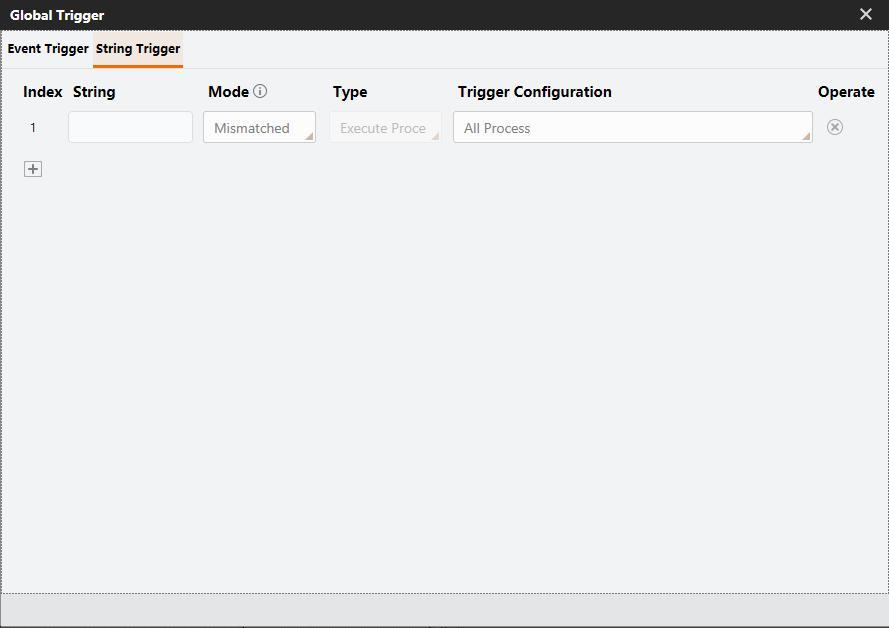 Global Trigger
Event Trigger String Trigger
Index String Mode Type Trigger Configuration Operate
1 Mismatched Execute Proce All Process